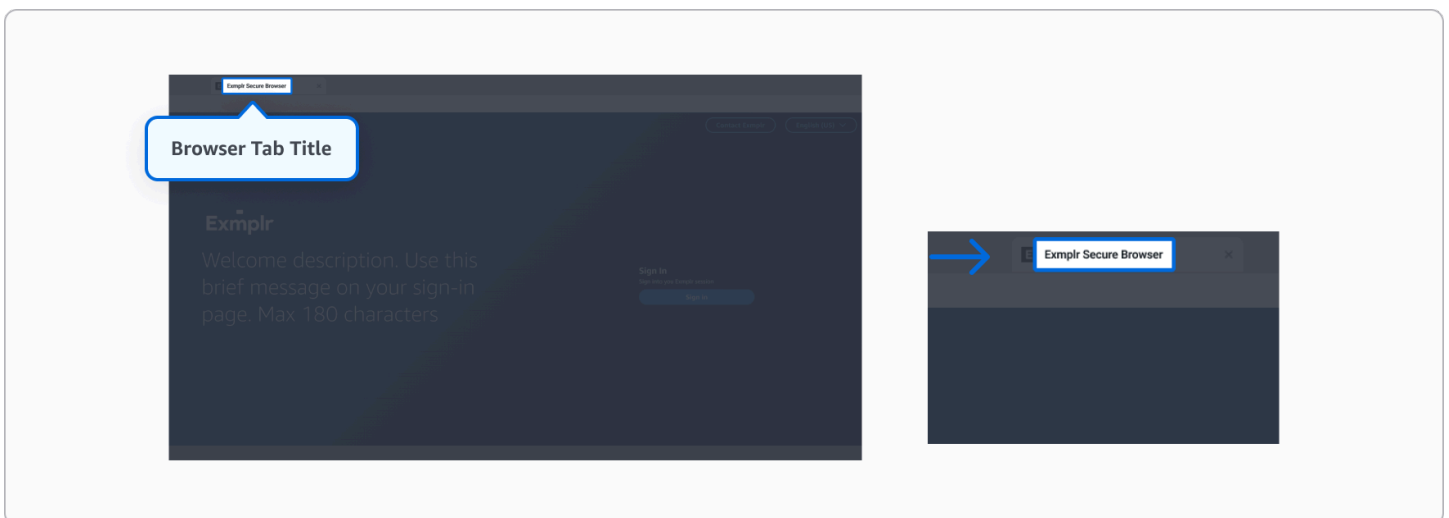 Exmplr Secure Browser
Browser Tab Title
Exmplr
Welcome description. Use this
brief message on your sign-in
page. Max 180 characters
Sign In
Sign In
E
Exmplr Secure Browser